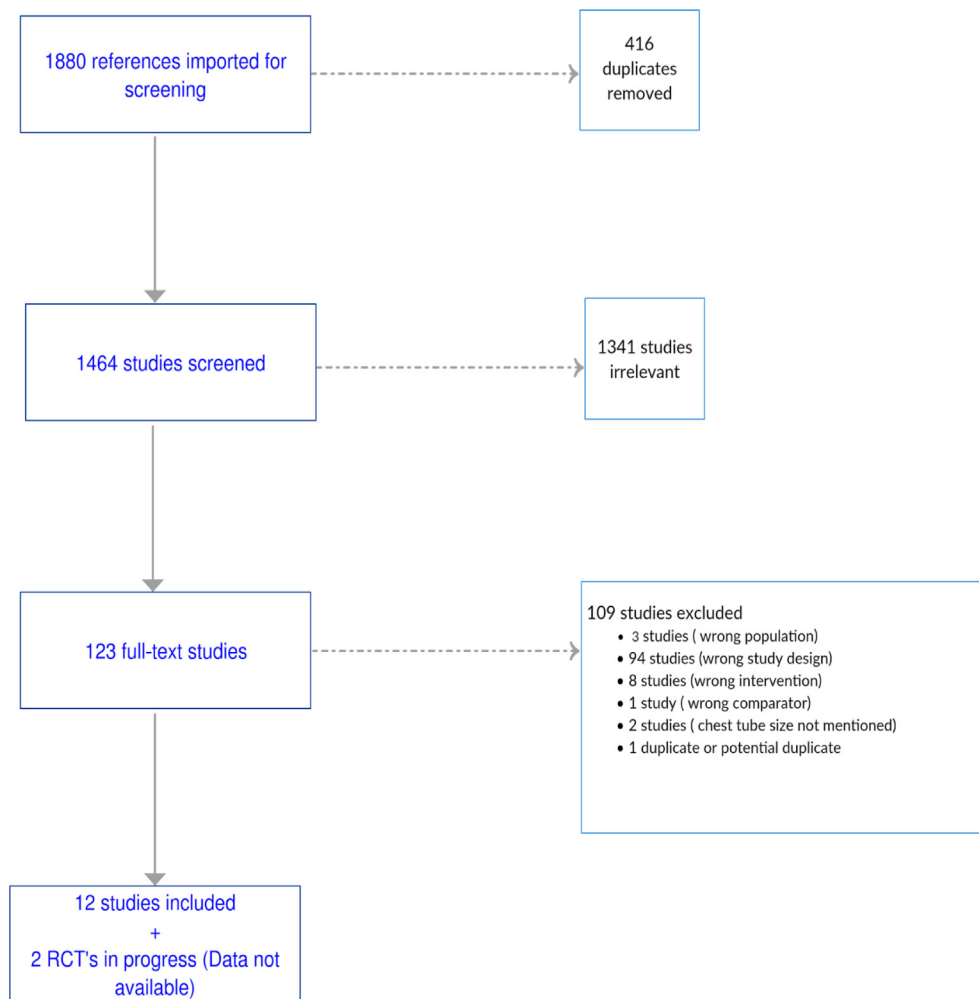 1880 references imported for
screening
416
duplicates
removed
1464 studies screened
1341 studies
irrelevant
123 full-text studies
109 studies excluded
• 3 studies ( wrong population)
• 94 studies (wrong study design)
• 8 studies (wrong intervention)
• 1 study ( wrong comparator)
• 2 studies ( chest tube size not mentioned)
• 1 duplicate or potential duplicate
12 studies included
+
2 RCT's in progress (Data not
available)